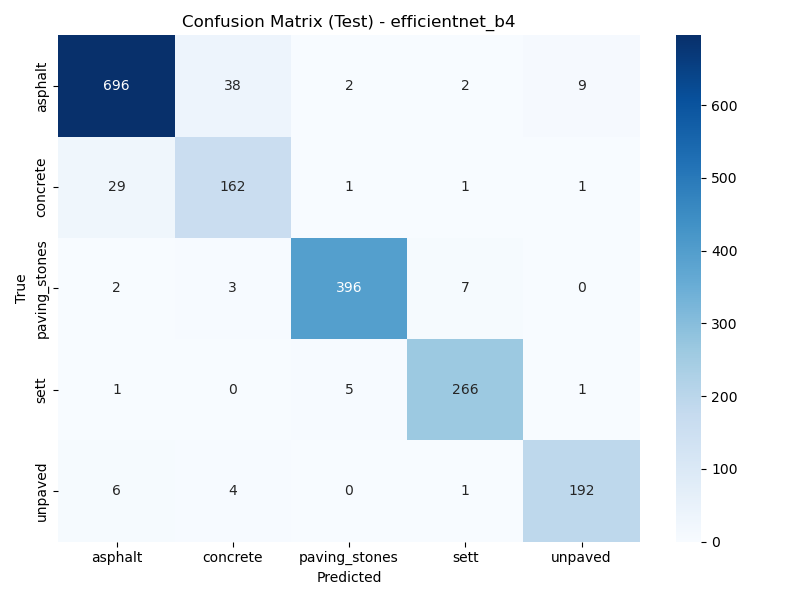 Confusion Matrix (Test) - efficientnet_b4
asphalt 696 38 2 2 9
concrete 29 162 1 1 1
paving_stones 2 3 396 7 0
sett 1 0 5 266 1
unpaved 6 4 0 1 192
asphalt concrete paving_stones sett unpaved
Predicted
True
600
500
400
300
200
100
0